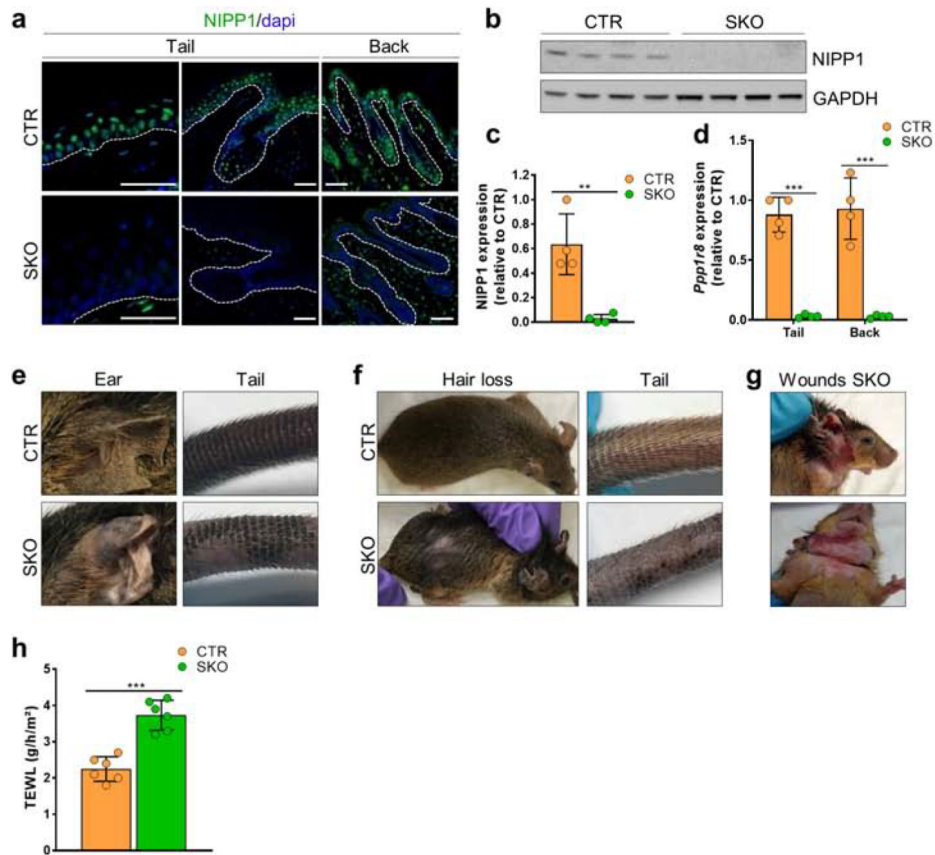 a
NIPP1/dapi
Tail Back
CTR
SKO
b
CTR SKO
NIPP1
GAPDH
c
CTR
SKO
NIPP1 expression
(relative to CTR)
1.2
1.0
0.8
0.6
0.4
0.2
0.0
**
d
CTR
SKO
Ppp1r8 expression
(relative to CTR)
1.5
1.0
0.5
0.0
***
***
Tail Back
e
Ear Tail
CTR
SKO
f
Hair loss Tail
CTR
SKO
g
Wounds SKO
h
CTR
SKO
TEWL (g/h/m²)
5
4
3
2
1
0
***